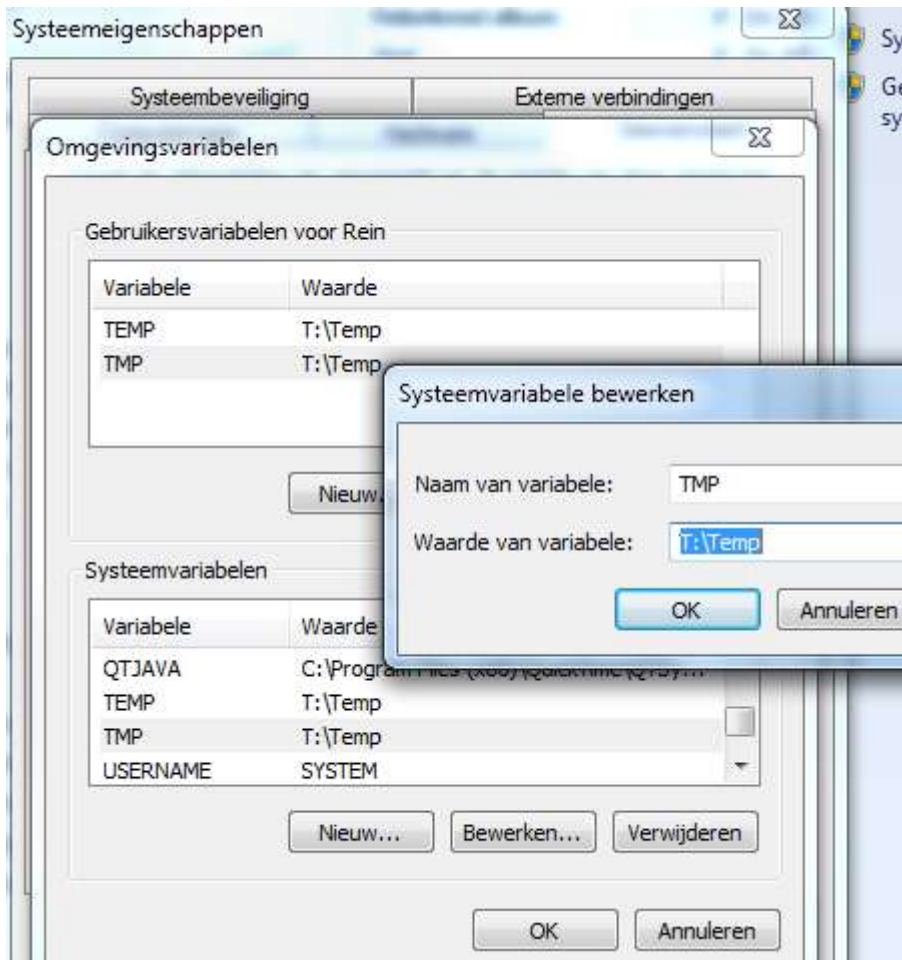 Systeemeigenschappen
Sy
Ge
sy
Systeembeveiliging Externe verbindingen
Omgevingsvariabelen
Gebruikersvariabelen voor Rein
Variabele Waarde
TEMP T:\Temp
TMP T:\Temp
Nieuw.
Systeemvariabele bewerken
Naam van variabele: TMP
Waarde van variabele: T:\Temp
OK Annuleren
Systeemvariabelen
Variabele Waarde
QTJAVA C:\Program Files (x86)\QuickTime\QTSy...
TEMP T:\Temp
TMP T:\Temp
USERNAME SYSTEM
Nieuw... Bewerken... Verwijderen
OK Annuleren